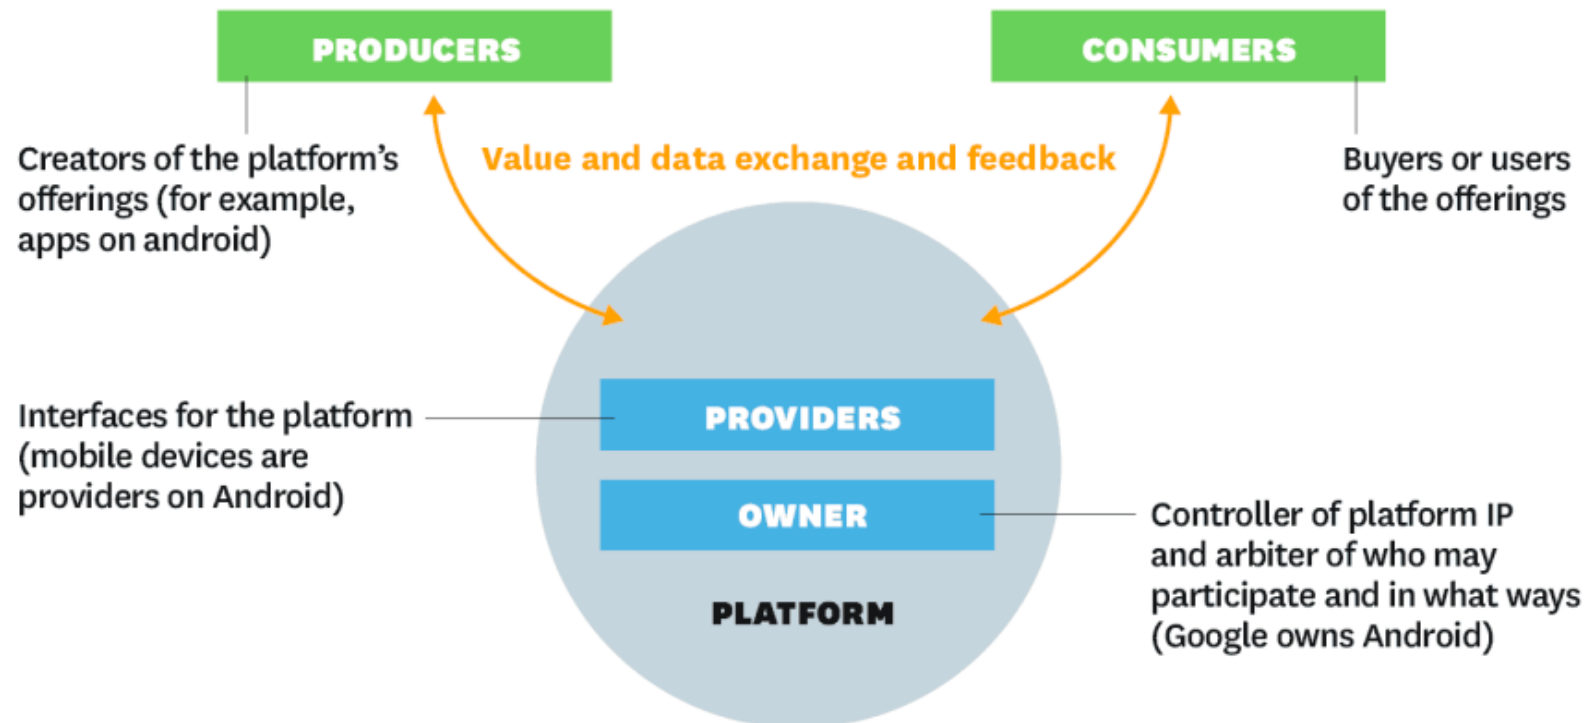 PRODUCERS
CONSUMERS
Creators of the platform’s
offerings (for example,
apps on android)
Value and data exchange and feedback
Buyers or users
of the offerings
Interfaces for the platform
(mobile devices are
providers on Android)
PROVIDERS
OWNER
Controller of platform IP
and arbiter of who may
participate and in what ways
(Google owns Android)
PLATFORM